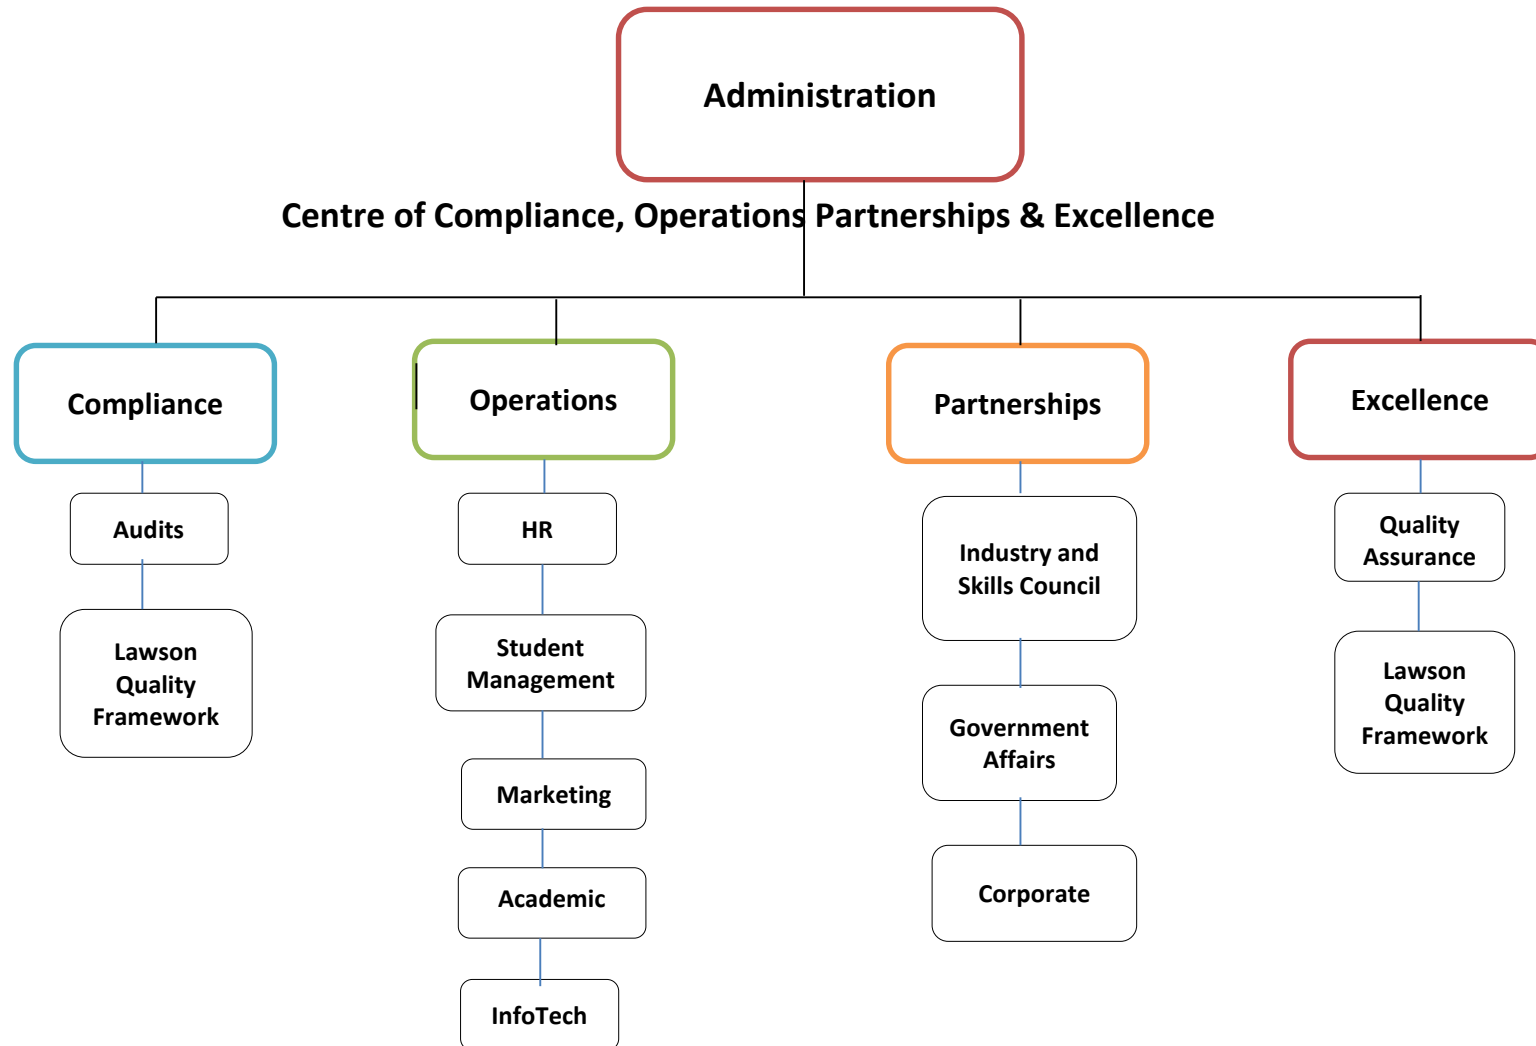 Administration
Centre of Compliance, Operations Partnerships & Excellence
Compliance
Operations
Partnerships
Excellence
Audits
Lawson
Quality
Framework
HR
Student
Management
Marketing
Academic
InfoTech
Industry and
Skills Council
Government
Affairs
Corporate
Quality
Assurance
Lawson
Quality
Framework